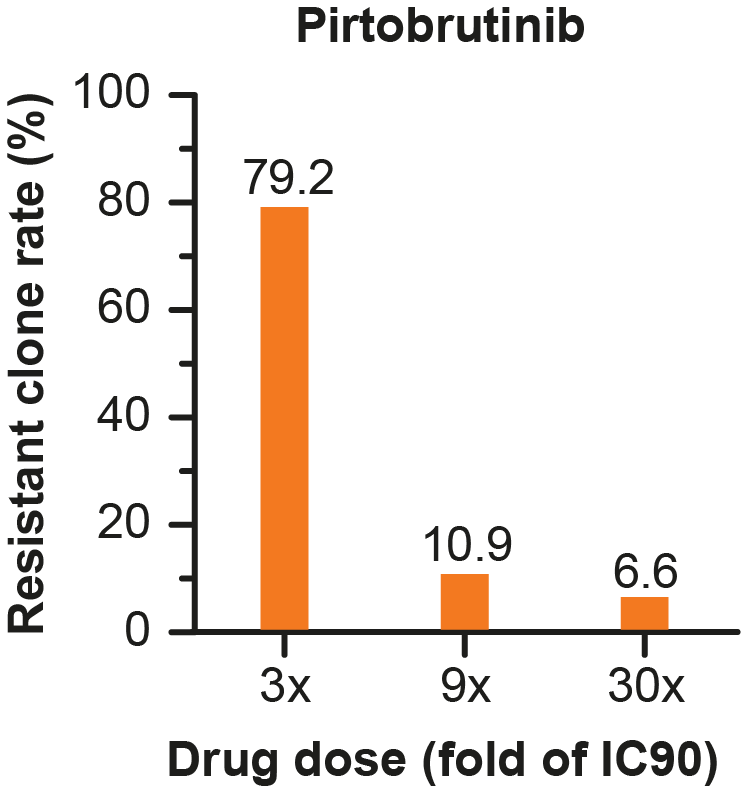 Pirtobrutinib
Resistant clone rate (%)
100
80
60
40
20
0
79.2
10.9
6.6
3x
9x
30x
Drug dose (fold of IC90)